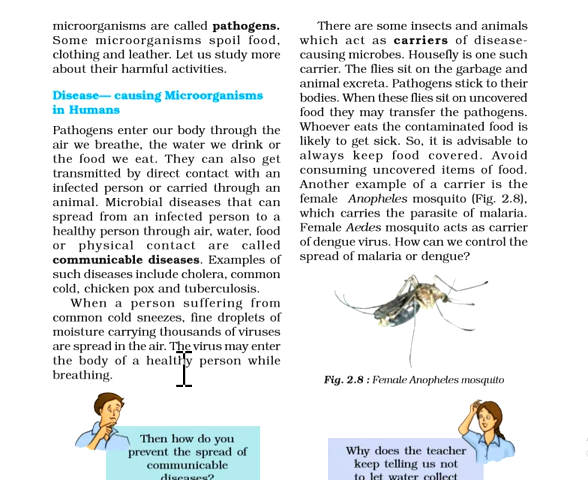 microorganisms are called pathogens.
Some microorganisms spoil food,
clothing and leather. Let us study more
about their harmful activities.
Disease— causing Microorganisms
in Humans
Pathogens enter our body through the
air we breathe, the water we drink or
the food we eat. They can also get
transmitted by direct contact with an
infected person or carried through an
animal. Microbial diseases that can
spread from an infected person to a
healthy person through air, water, food
or physical contact are called
communicable diseases. Examples of
such diseases include cholera, common
cold, chicken pox and tuberculosis.
When a person suffering from
common cold sneezes, fine droplets of
moisture carrying thousands of viruses
are spread in the air. The virus may enter
the body of a healthy person while
breathing.
Then how do you
prevent the spread of
communicable
diseases?
There are some insects and animals
which act as carriers of disease-
causing microbes. Housefly is one such
carrier. The flies sit on the garbage and
animal excreta. Pathogens stick to their
bodies. When these flies sit on uncovered
food they may transfer the pathogens.
Whoever eats the contaminated food is
likely to get sick. So, it is advisable to
always keep food covered. Avoid
consuming uncovered items of food.
Another example of a carrier is the
female Anopheles mosquito (Fig. 2.8),
which carries the parasite of malaria.
Female Aedes mosquito acts as carrier
of dengue virus. How can we control the
spread of malaria or dengue?
Fig. 2.8 : Female Anopheles mosquito
Why does the teacher
keep telling us not
to let water collect